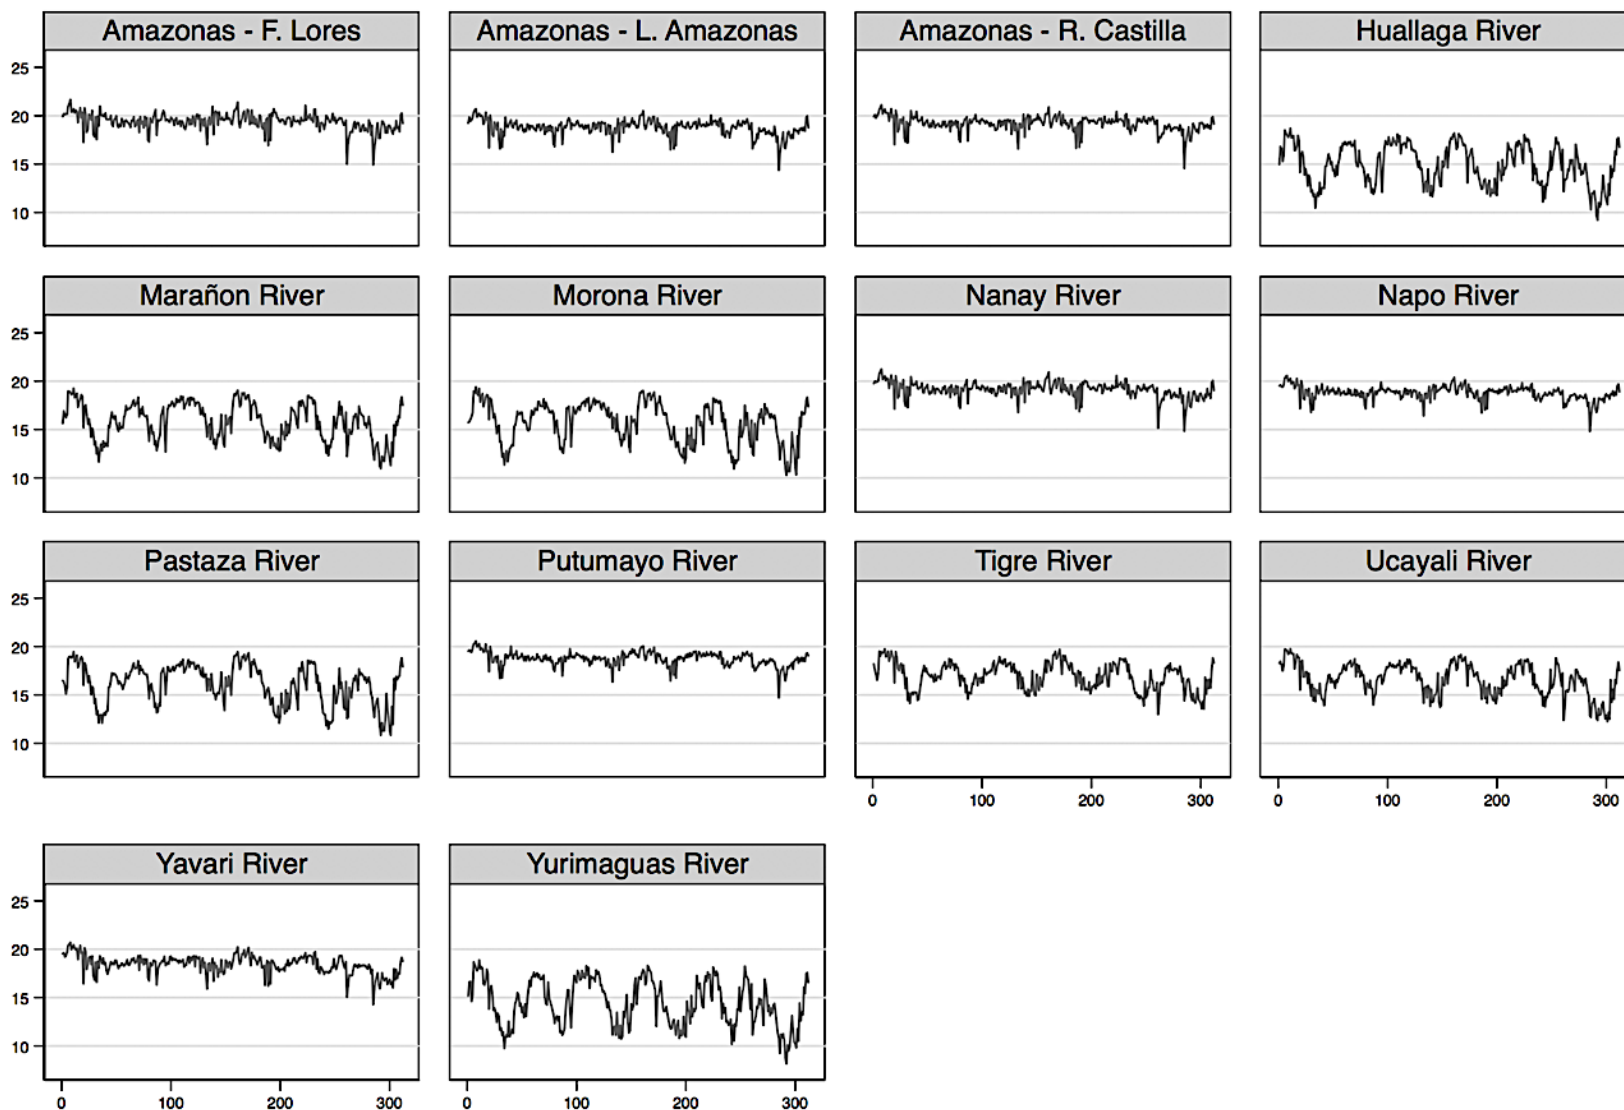 Amazonas - F. Lores Amazonas - L. Amazonas Amazonas - R. Castilla Huallaga River
25
20
15
10
Marañon River Morona River Nanay River Napo River
25
20
15
10
Pastaza River Putumayo River Tigre River Ucayali River
25
20
15
10
0 100 200 300 0 100 200 300
Yavari River Yurimaguas River
25
20
15
10
0 100 200 300 0 100 200 300